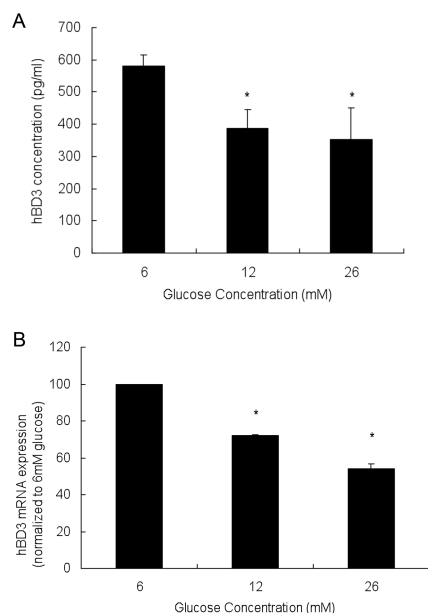 A
hBD3 concentration (pg/ml)
700
600
500
400
300
200
100
0
*
*
6 12 26
Glucose Concentration (mM)
B
hBD3 mRNA expression
(normalized to 6mM glucose)
120
100
80
60
40
20
0
*
*
6 12 26
Glucose Concentration (mM)